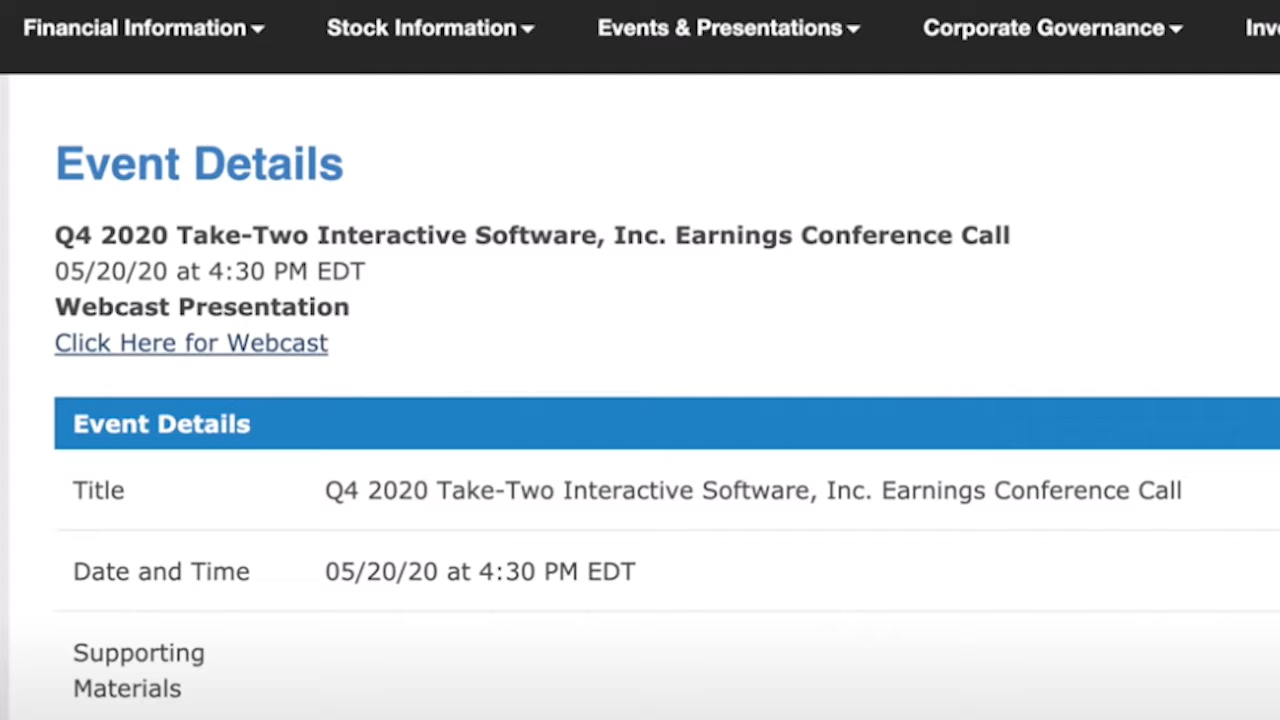 Financial Information Stock Information Events & Presentations Corporate Governance
Event Details
Q4 2020 Take-Two Interactive Software, Inc. Earnings Conference Call
05/20/20 at 4:30 PM EDT
Webcast Presentation
Click Here for Webcast
Event Details
Title Q4 2020 Take-Two Interactive Software, Inc. Earnings Conference Call
Date and Time 05/20/20 at 4:30 PM EDT
Supporting
Materials